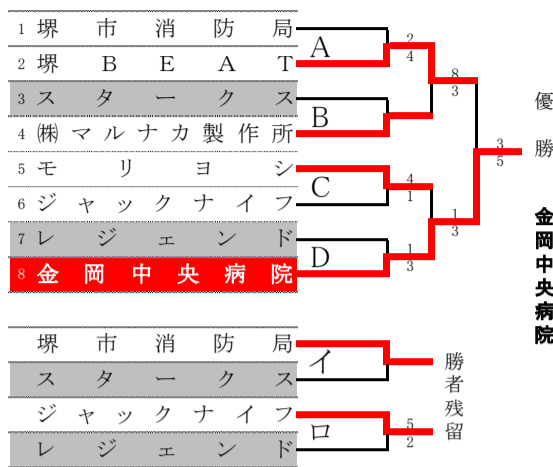 1 堺市消防局
2 堺BEAT
A
2
4
3 スタークス
4 ㈱マルナカ製作所
B
8
3
5 モリヨシ
6 ジャックナイフ
C
4
1
7 レジェンド
8 金岡中央病院
D
1
3
1
3
3
5
優勝
金岡中央病院
堺市消防局
スタークス
イ
ジャックナイフ
レジェンド
ロ
5
2
勝者残留